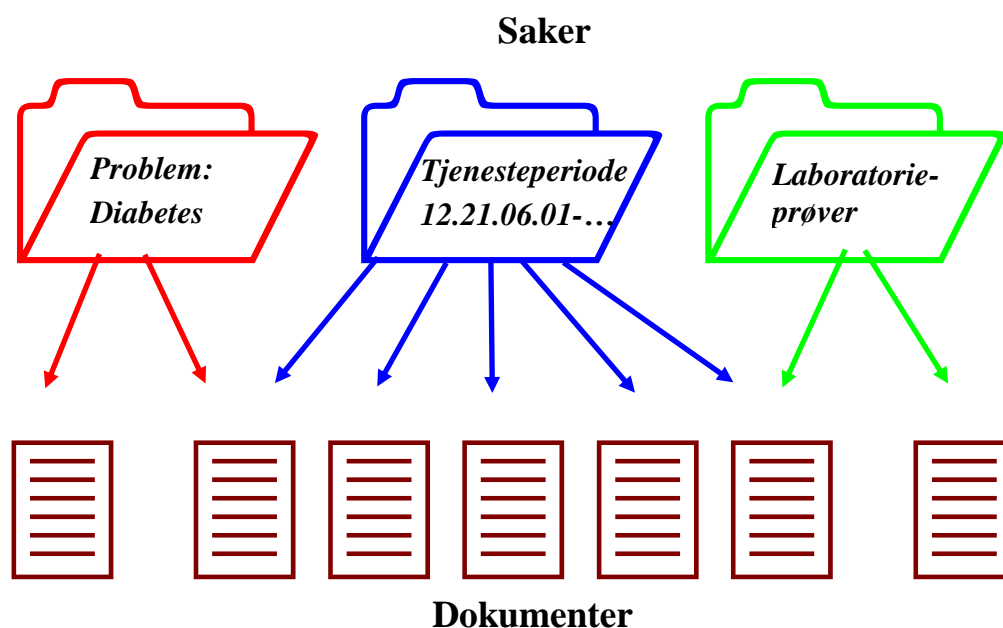 Saker
Problem:
Diabetes
Tjenesteperiode
12.21.06.01-…
Laboratorie-
prøver
Dokumenter